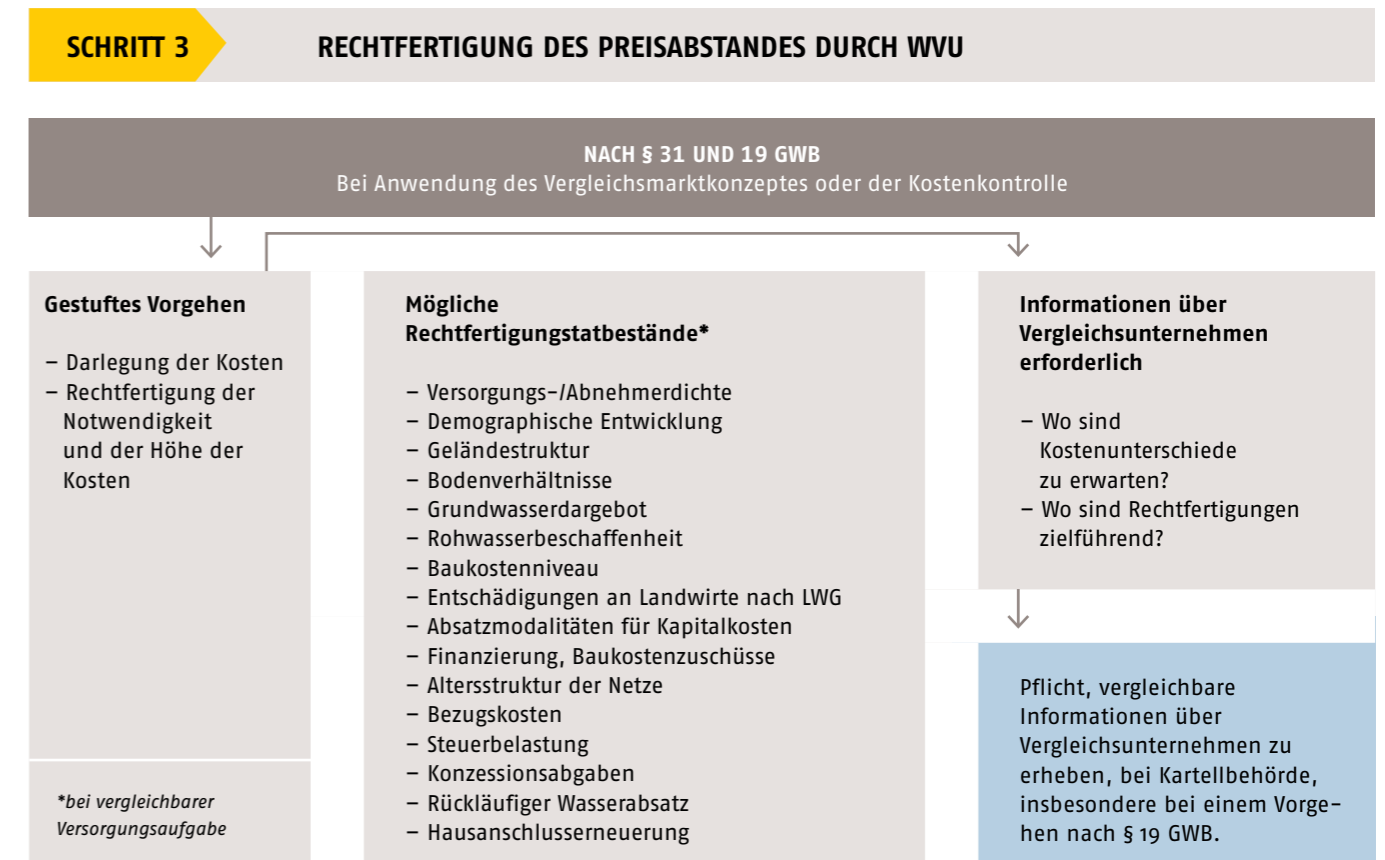 SCHRITT 3
RECHTFERTIGUNG DES PREISABSTANDES DURCH WVU
NACH § 31 UND 19 GWB
Bei Anwendung des Vergleichsmarktkonzeptes oder der Kostenkontrolle
Gestuftes Vorgehen
– Darlegung der Kosten
– Rechtfertigung der
Notwendigkeit
und der Höhe der
Kosten
*bei vergleichbarer
Versorgungsaufgabe
Mögliche
Rechtfertigungstatbestände*
– Versorgungs-/Abnehmerdichte
– Demographische Entwicklung
– Geländestruktur
– Bodenverhältnisse
– Grundwasserdargebot
– Rohwasserbeschaffenheit
– Baukostenniveau
– Entschädigungen an Landwirte nach LWG
– Absatzmodalitäten für Kapitalkosten
– Finanzierung, Baukostenzuschüsse
– Altersstruktur der Netze
– Bezugskosten
– Steuerbelastung
– Konzessionsabgaben
– Rückläufiger Wasserabsatz
– Hausanschlusserneuerung
Informationen über
Vergleichsunternehmen
erforderlich
– Wo sind
Kostenunterschiede
zu erwarten?
– Wo sind Rechtfertigungen
zielführend?
Pflicht, vergleichbare
Informationen über
Vergleichsunternehmen zu
erheben, bei Kartellbehörde,
insbesondere bei einem Vorge-
hen nach § 19 GWB.